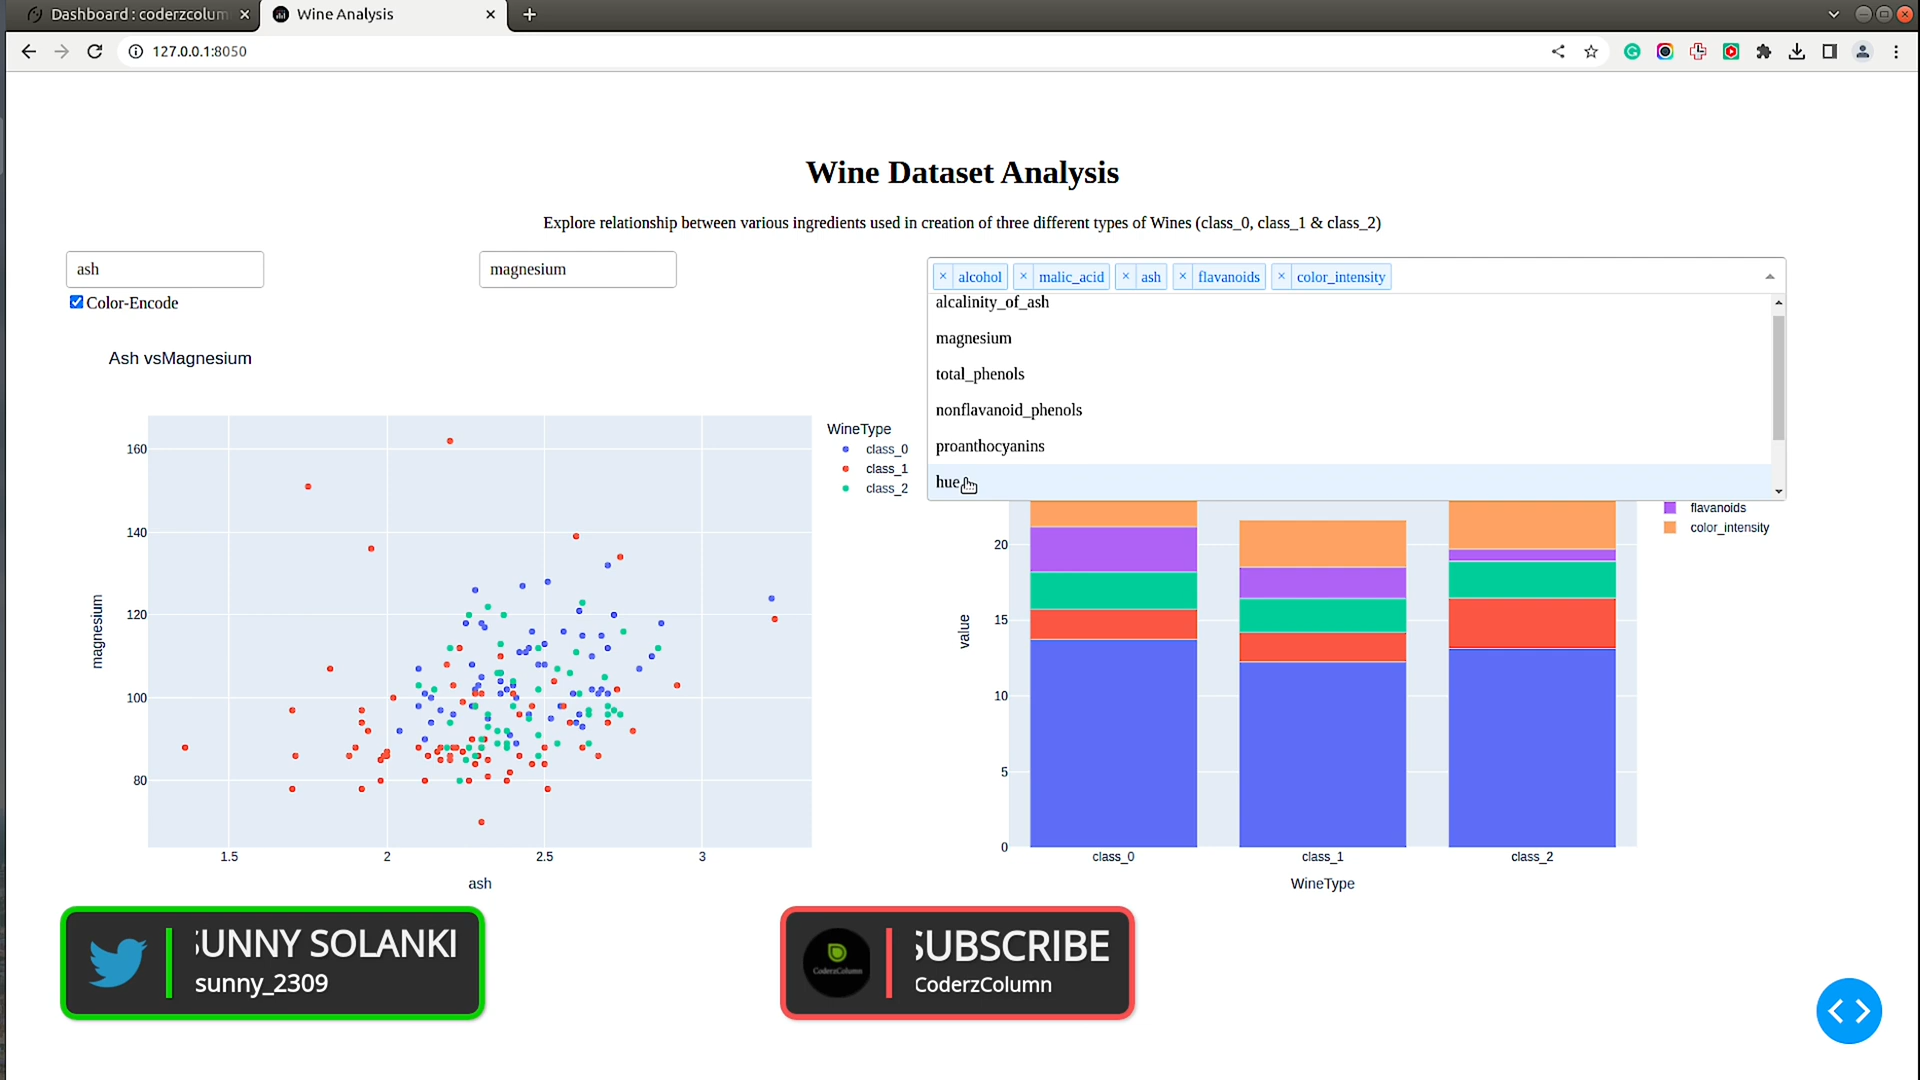 Dashboard : coderzcolum
Wine Analysis
127.0.0.1:8050
Wine Dataset Analysis
Explore relationship between various ingredients used in creation of three different types of Wines (class_0, class_1 & class_2)
ash
magnesium
× alcohol × malic_acid × ash × flavanoids × color_intensity
Color-Encode
alcalinity_of_ash
magnesium
total_phenols
nonflavanoid_phenols
proanthocyanins
hue
Ash vsMagnesium
WineType
class_0
class_1
class_2
160
140
120
100
80
magnesium
1.5 2 2.5 3
ash
flavanoids
color_intensity
20
15
10
5
0
value
class_0 class_1 class_2
WineType
SUNNY SOLANKI
sunny_2309
CoderzColumn
SUBSCRIBE
CoderzColumn